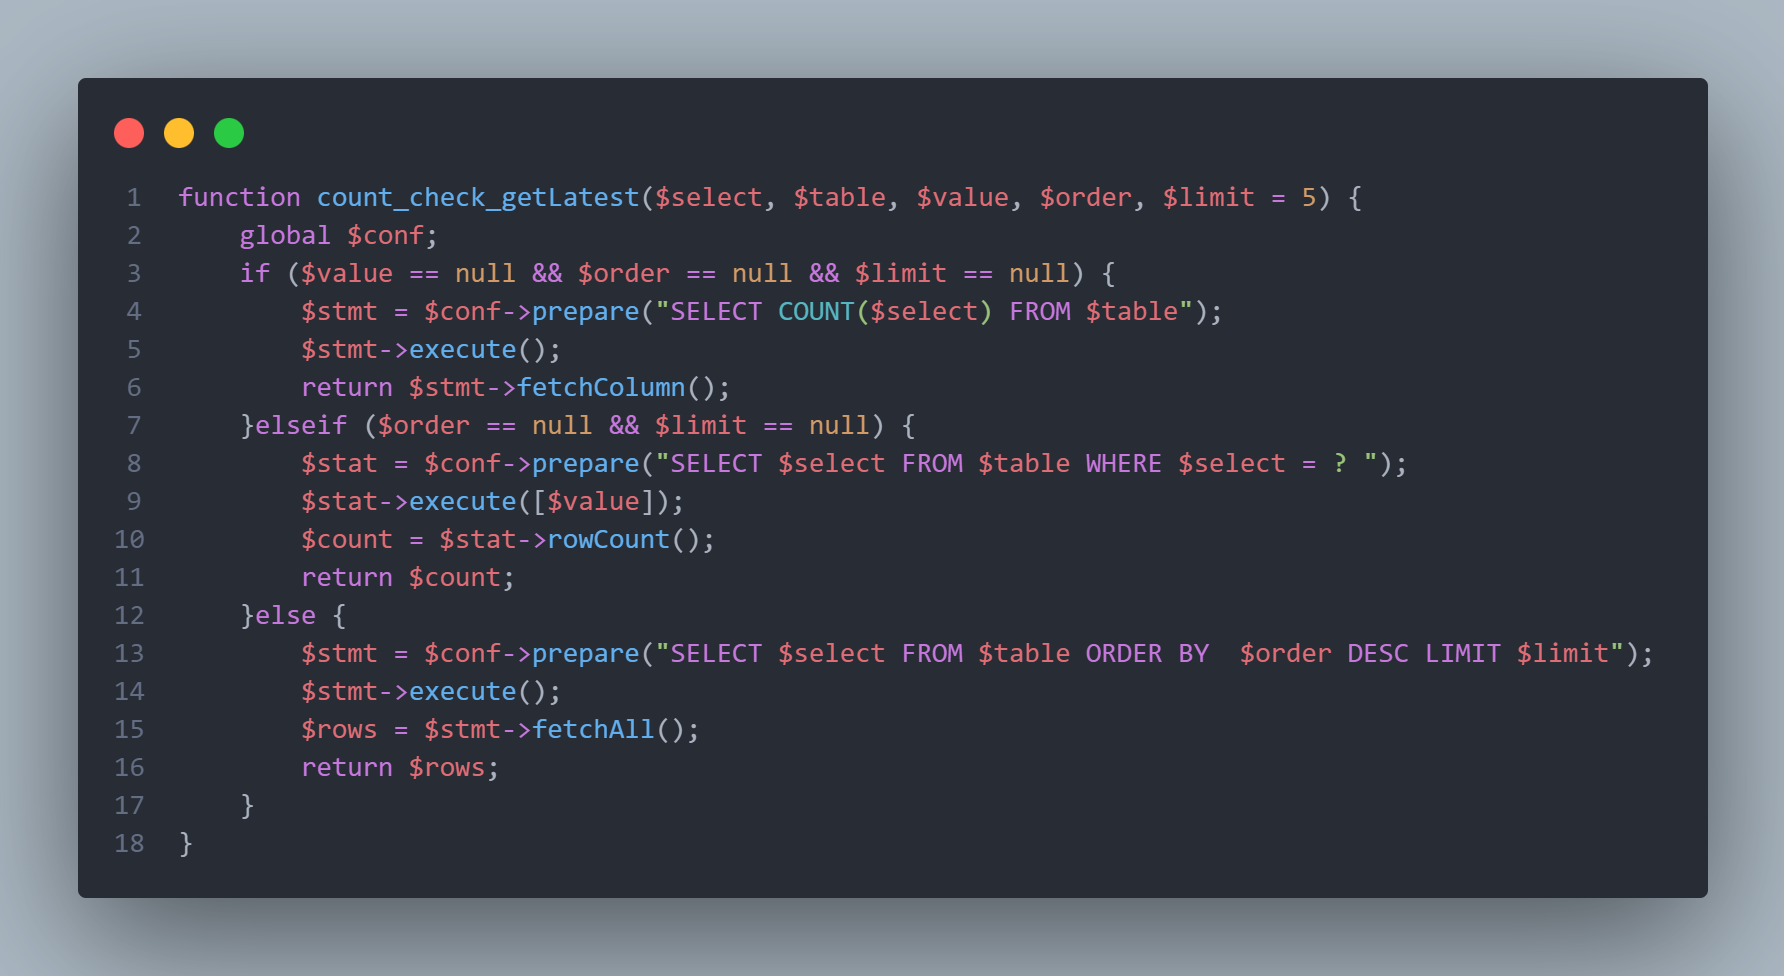 1 function count_check_getLatest($select, $table, $value, $order, $limit = 5) {
2     global $conf;
3     if ($value == null && $order == null && $limit == null) {
4         $stmt = $conf->prepare("SELECT COUNT($select) FROM $table");
5         $stmt->execute();
6         return $stmt->fetchColumn();
7     }elseif ($order == null && $limit == null) {
8         $stat = $conf->prepare("SELECT $select FROM $table WHERE $select = ? ");
9         $stat->execute([$value]);
10         $count = $stat->rowCount();
11         return $count;
12     }else {
13         $stmt = $conf->prepare("SELECT $select FROM $table ORDER BY  $order DESC LIMIT $limit");
14         $stmt->execute();
15         $rows = $stmt->fetchAll();
16         return $rows;
17     }
18 }